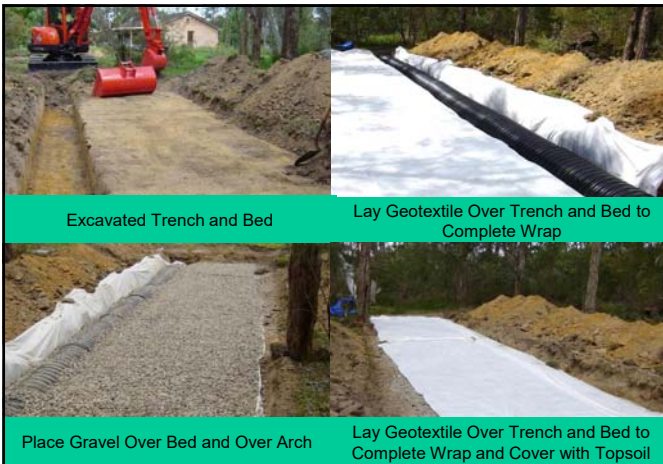 Excavated Trench and Bed
Lay Geotextile Over Trench and Bed to
Complete Wrap
Place Gravel Over Bed and Over Arch
Lay Geotextile Over Trench and Bed to
Complete Wrap and Cover with Topsoil